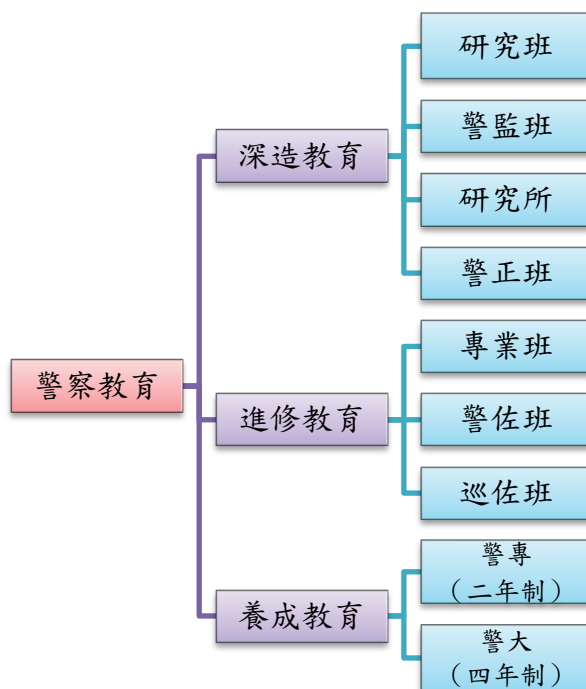 警察教育
深造教育
研究班
警監班
研究所
警正班
進修教育
專業班
警佐班
巡佐班
養成教育
警專
（二年制）
警大
（四年制）